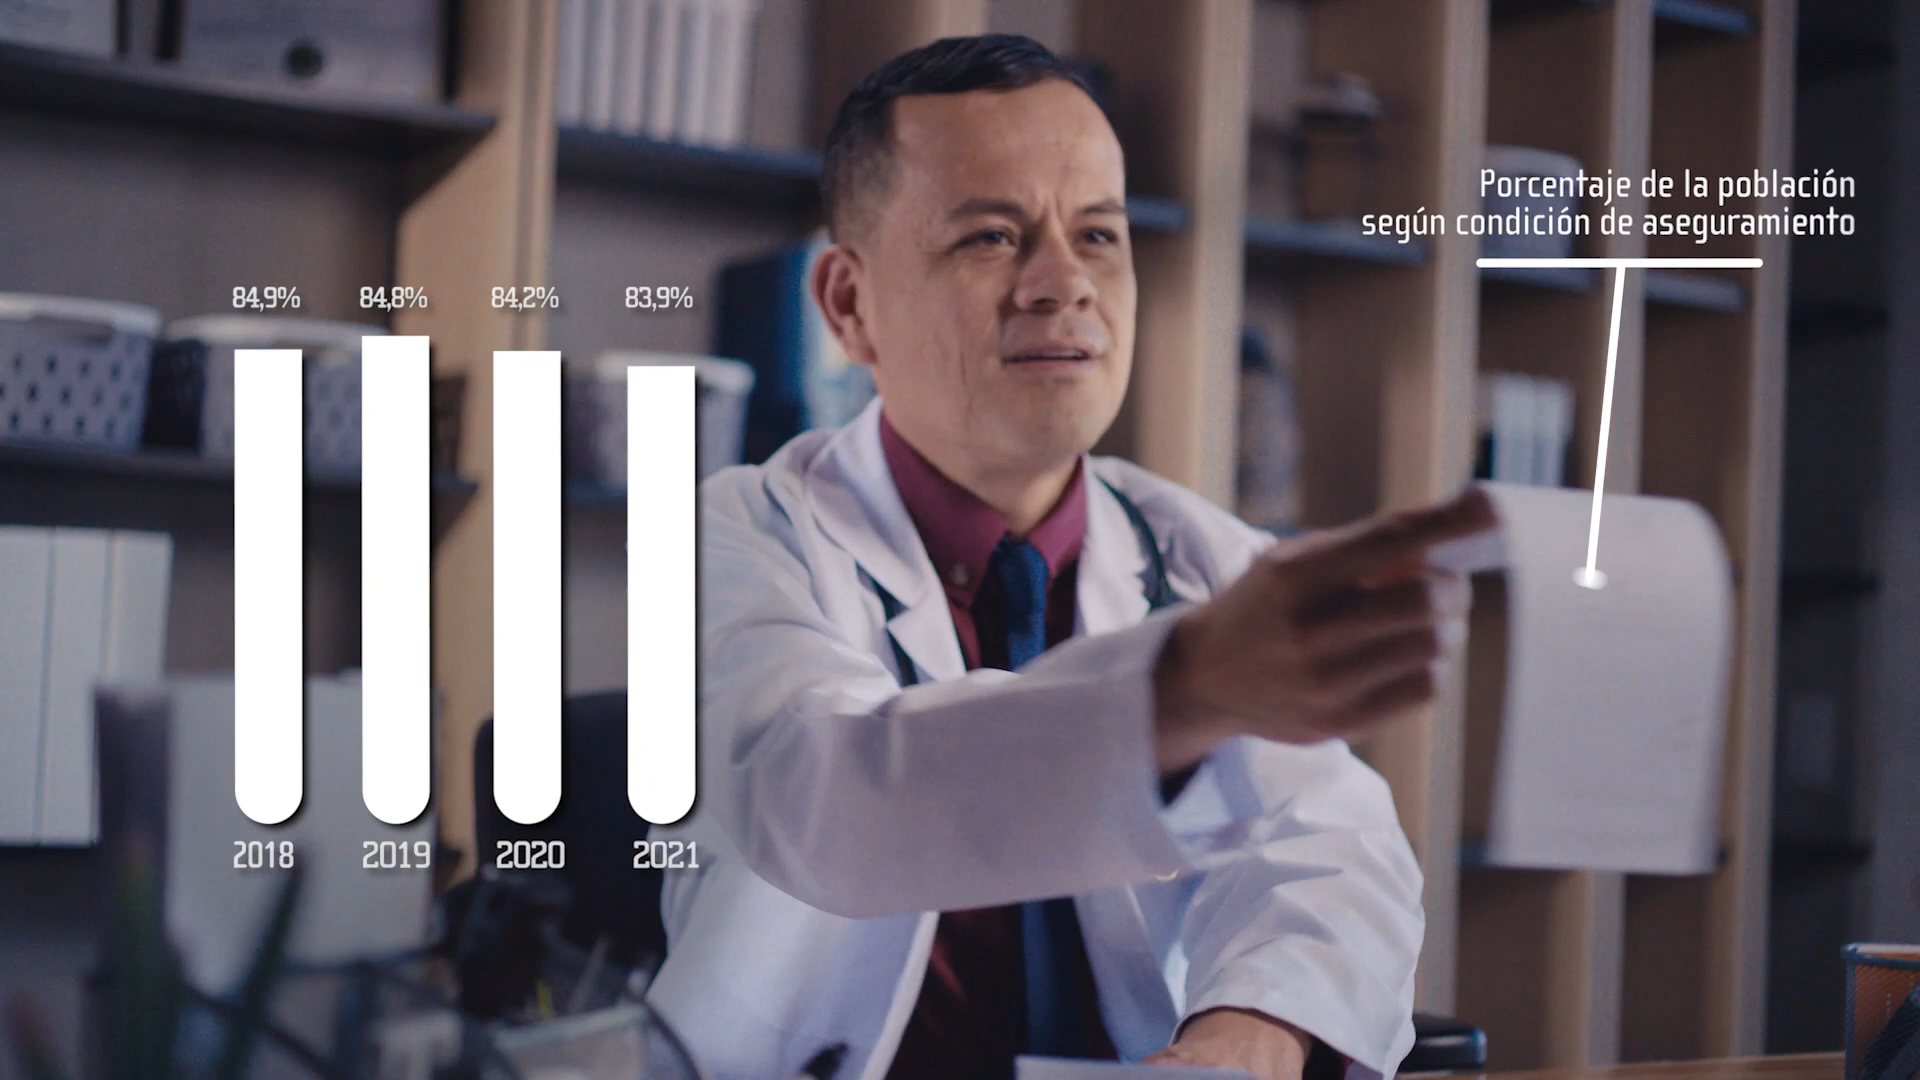 Porcentaje de la población
según condición de aseguramiento
84,9% 84,8% 84,2% 83,9%
2018 2019 2020 2021